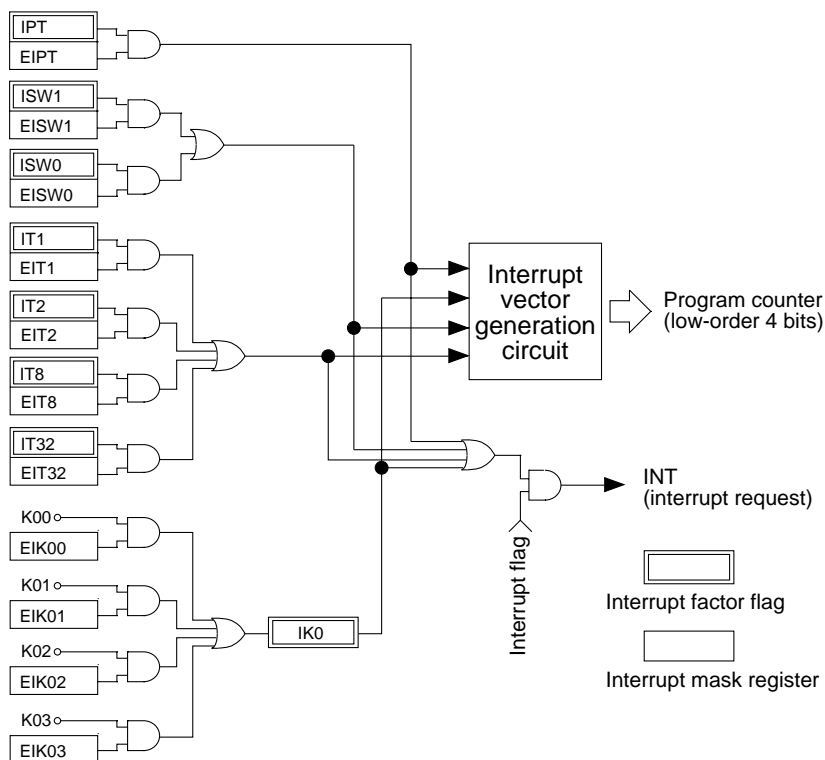 IPT
EIPT
ISW1
EISW1
ISW0
EISW0
IT1
EIT1
IT2
EIT2
IT8
EIT8
IT32
EIT32
K00
EIK00
K01
EIK01
K02
EIK02
K03
EIK03
IK0
Interrupt
vector
generation
circuit
Program counter
(low-order 4 bits)
INT
(interrupt request)
Interrupt flag
Interrupt factor flag
Interrupt mask register